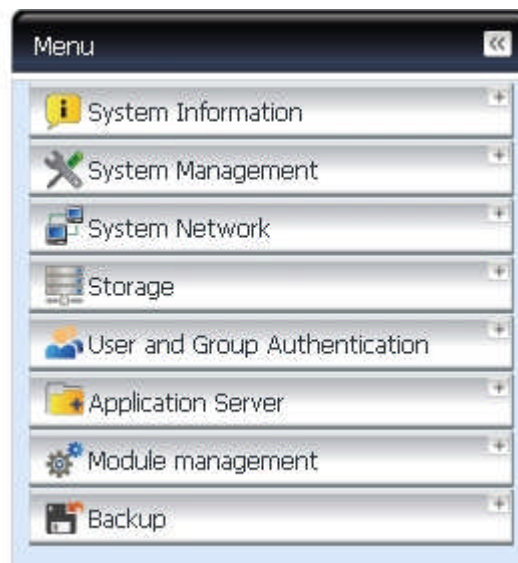 Menu
System Information
System Management
System Network
Storage
User and Group Authentication
Application Server
Module management
Backup